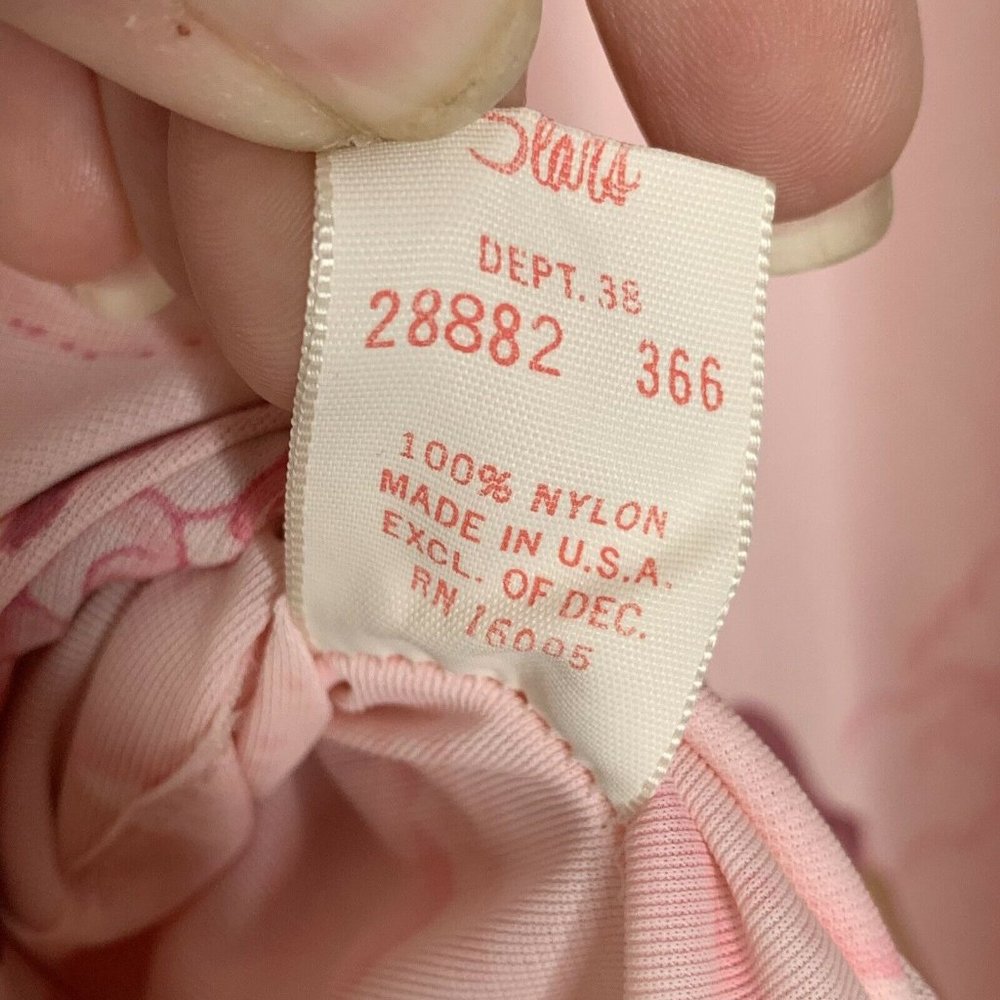 Sears
DEPT. 38
28882 366
100% NYLON
MADE IN U.S.A.
EXCL. OF DEC.
RN 16095